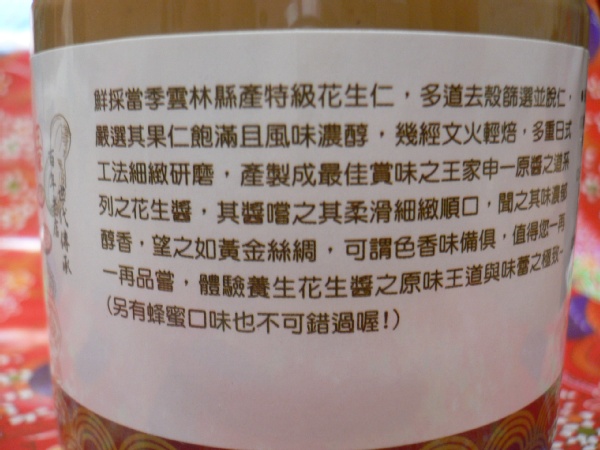 鮮採當季雲林縣產特級花生仁，多道去殼篩選並脫仁，
嚴選其果仁飽滿且風味濃醇，幾經文火輕焙，多重日式
工法細緻研磨，產製成最佳賞味之王家申一原醬之道系
列之花生醬，其醬嚐之其柔滑細緻順口，聞之其味濃郁
醇香，望之如黃金絲綢，可謂色香味備俱，值得您一再
一再品嘗，體驗養生花生醬之原味王道與味蕾之極致~
(另有蜂蜜口味也不可錯過喔!)
傳承